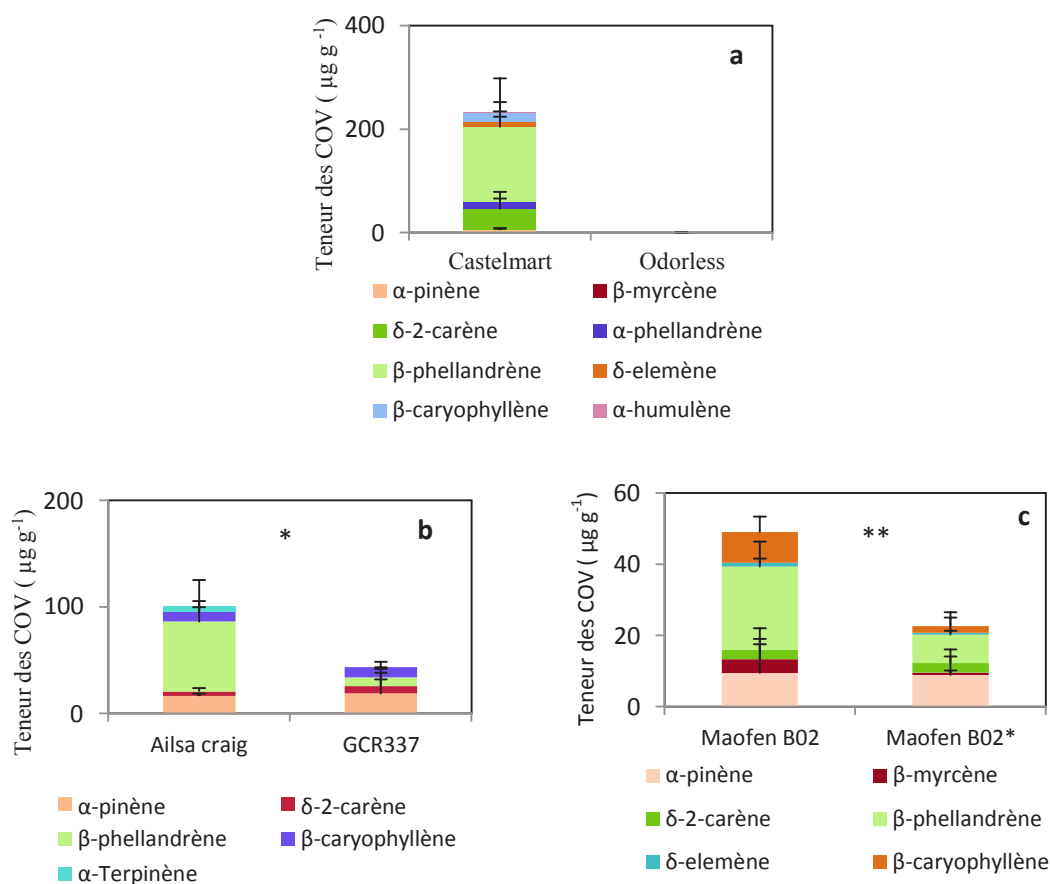 Teneur des COV ( µg g⁻¹)
400
200
0
a
Castelmart Odorless
α-pinène β-myrcène
δ-2-carène α-phellandrène
β-phellandrène δ-elemène
β-caryophyllène α-humulène
Teneur des COV ( µg g⁻¹)
200
100
0
*
b
Ailsa craig GCR337
α-pinène δ-2-carène
β-phellandrène β-caryophyllène
α-Terpinène
Teneur des COV ( µg g⁻¹)
60
40
20
0
**
c
Maofen B02 Maofen B02*
α-pinène β-myrcène
δ-2-carène β-phellandrène
δ-elemène β-caryophyllène